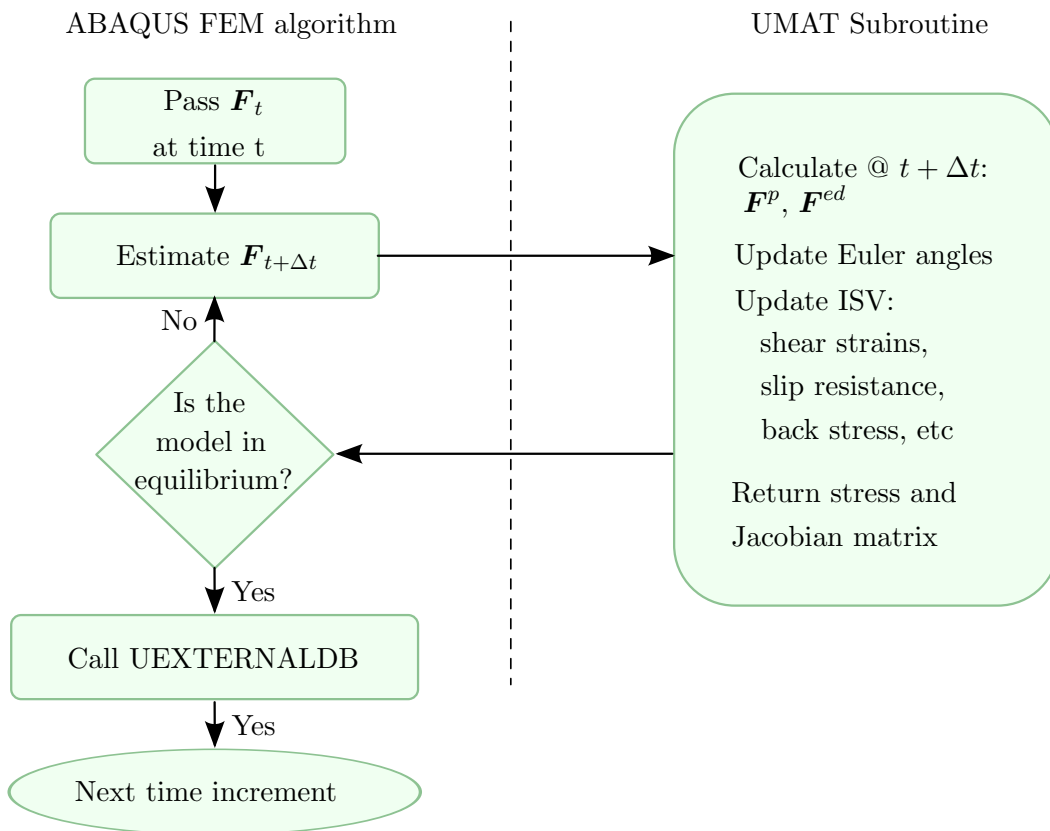 ABAQUS FEM algorithm
UMAT Subroutine
Pass F_t
at time t
Estimate F_{t+Δt}
No
Is the
model in
equilibrium?
Yes
Call UEXTERNALDB
Yes
Next time increment
Calculate @ t + Δt:
F^p, F^{ed}
Update Euler angles
Update ISV:
shear strains,
slip resistance,
back stress, etc
Return stress and
Jacobian matrix